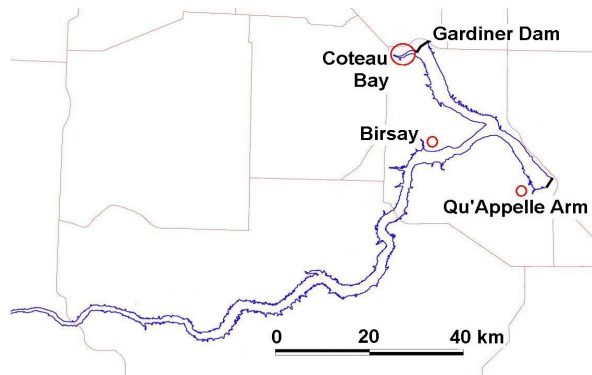 Gardiner Dam
Coteau
Bay
Birsay
Qu'Appelle Arm
0 20 40 km